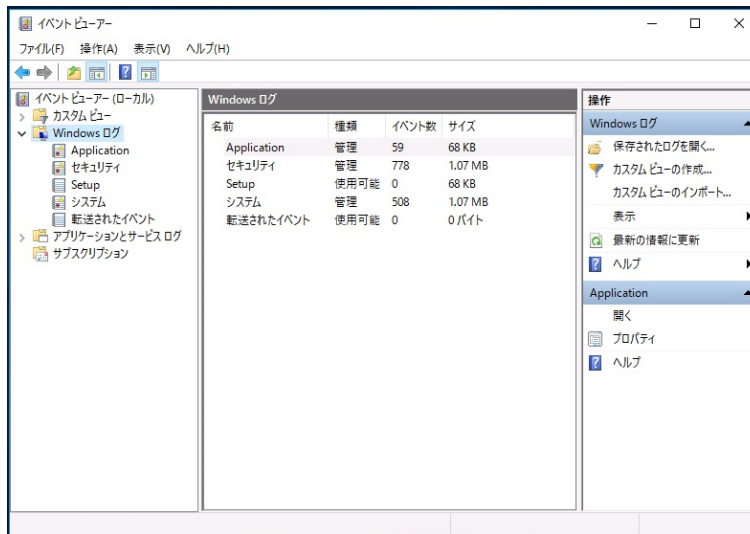 イベント ビューアー
ファイル(F) 操作(A) 表示(V) ヘルプ(H)
イベント ビューアー (ローカル)
カスタム ビュー
Windows ログ
Application
セキュリティ
Setup
システム
転送されたイベント
アプリケーションとサービス ログ
サブスクリプション
Windows ログ
名前 種類 イベント数 サイズ
Application 管理 59 68 KB
セキュリティ 管理 778 1.07 MB
Setup 使用可能 0 68 KB
システム 管理 508 1.07 MB
転送されたイベント 使用可能 0 0 バイト
操作
Windows ログ
保存されたログを開く...
カスタム ビューの作成...
カスタム ビューのインポート...
表示
最新の情報に更新
ヘルプ
Application
開く
プロパティ
ヘルプ